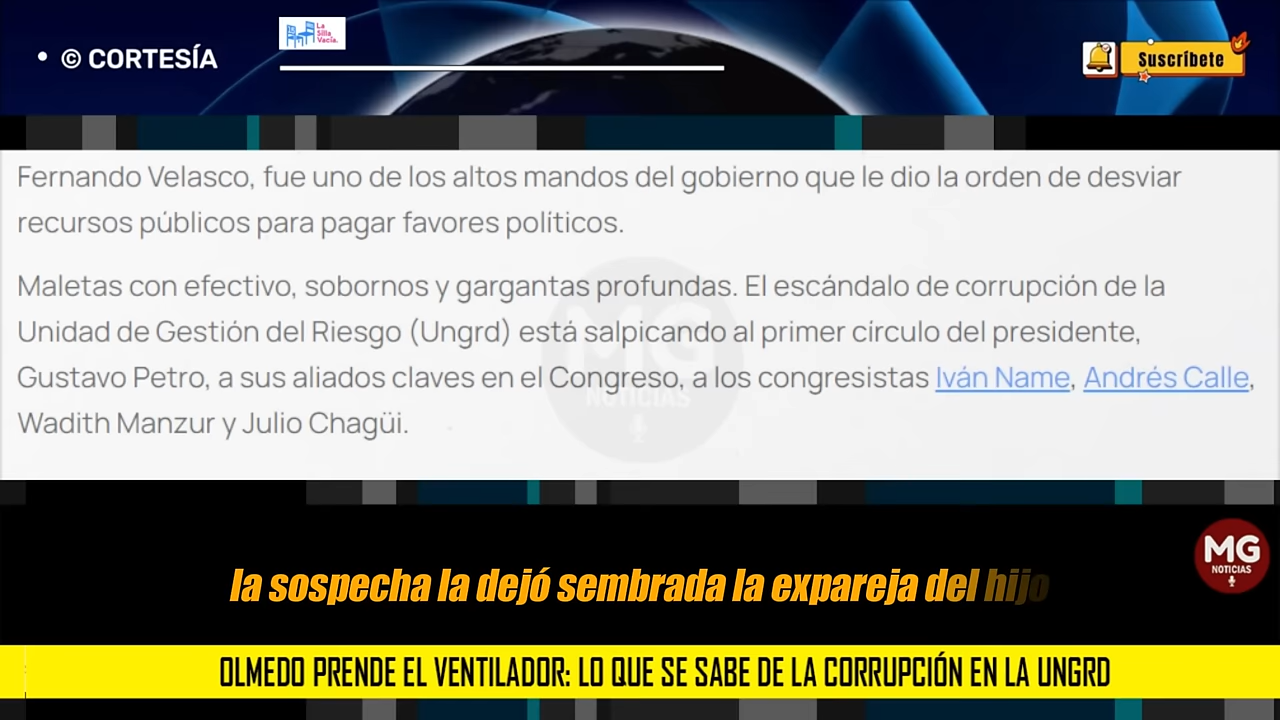 © CORTESÍA
La
Silla
Vacía.
Suscríbete
Fernando Velasco, fue uno de los altos mandos del gobierno que le dio la orden de desviar
recursos públicos para pagar favores políticos.
Maletas con efectivo, sobornos y gargantas profundas. El escándalo de corrupción de la
Unidad de Gestión del Riesgo (Ungrd) está salpicando al primer círculo del presidente,
Gustavo Petro, a sus aliados claves en el Congreso, a los congresistas Iván Name, Andrés Calle,
Wadith Manzur y Julio Chagüi.
MG
NOTICIAS
la sospecha la dejó sembrada la expareja del hijo
MG
NOTICIAS
OLMEDO PRENDE EL VENTILADOR: LO QUE SE SABE DE LA CORRUPCIÓN EN LA UNGRD